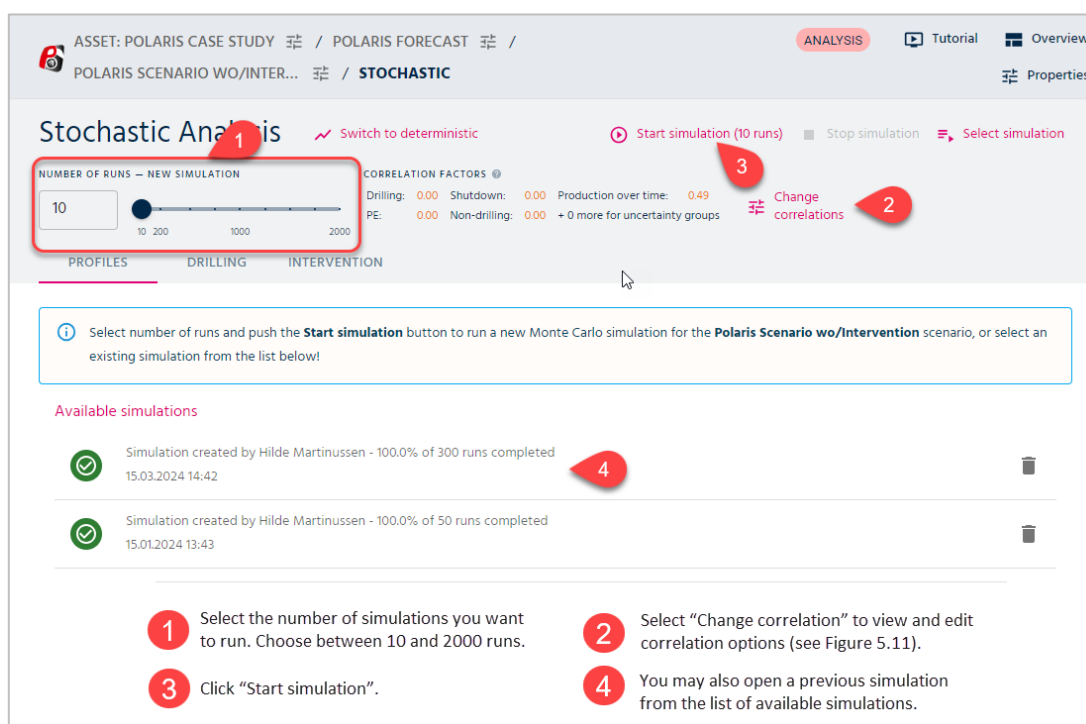 ASSET: POLARIS CASE STUDY / POLARIS FORECAST /
POLARIS SCENARIO WO/INTER... / STOCHASTIC
ANALYSIS
Tutorial
Overview
Properties
Stochastic Analysis
1
Switch to deterministic
Start simulation (10 runs)
Stop simulation
Select simulation
3
NUMBER OF RUNS – NEW SIMULATION
10
10 200 1000 2000
CORRELATION FACTORS
Drilling: 0.00 Shutdown: 0.00 Production over time: 0.49
PE: 0.00 Non-drilling: 0.00 + 0 more for uncertainty groups
Change
correlations
2
PROFILES DRILLING INTERVENTION
Select number of runs and push the Start simulation button to run a new Monte Carlo simulation for the Polaris Scenario wo/Intervention scenario, or select an
existing simulation from the list below!
Available simulations
Simulation created by Hilde Martinussen - 100.0% of 300 runs completed
15.03.2024 14:42
4
Simulation created by Hilde Martinussen - 100.0% of 50 runs completed
15.01.2024 13:43
1
Select the number of simulations you want
to run. Choose between 10 and 2000 runs.
2
Select “Change correlation” to view and edit
correlation options (see Figure 5.11).
3
Click “Start simulation”.
4
You may also open a previous simulation
from the list of available simulations.